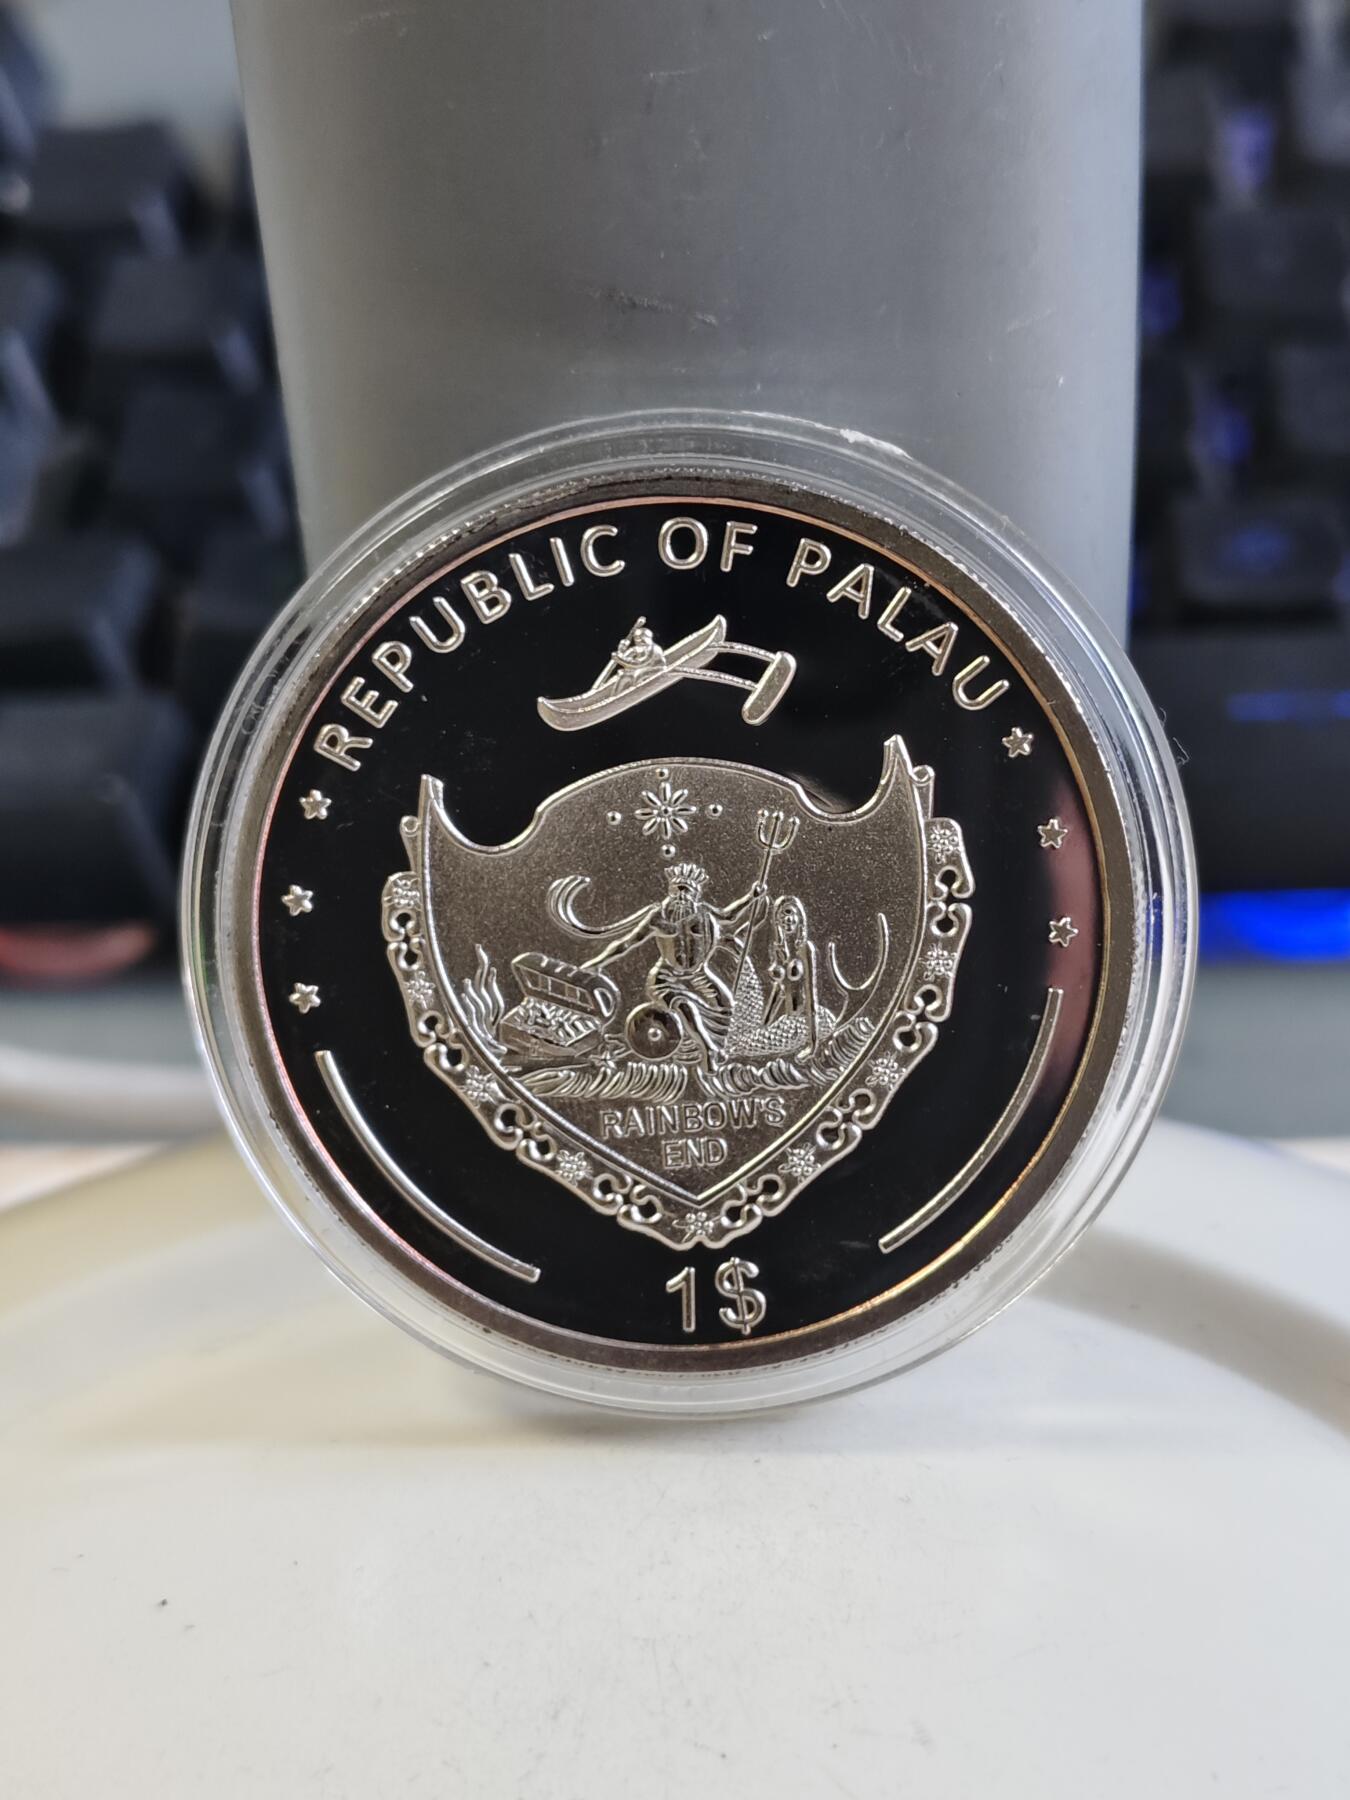 REPUBLIC OF PALAU
RAINBOW'S
END
1$